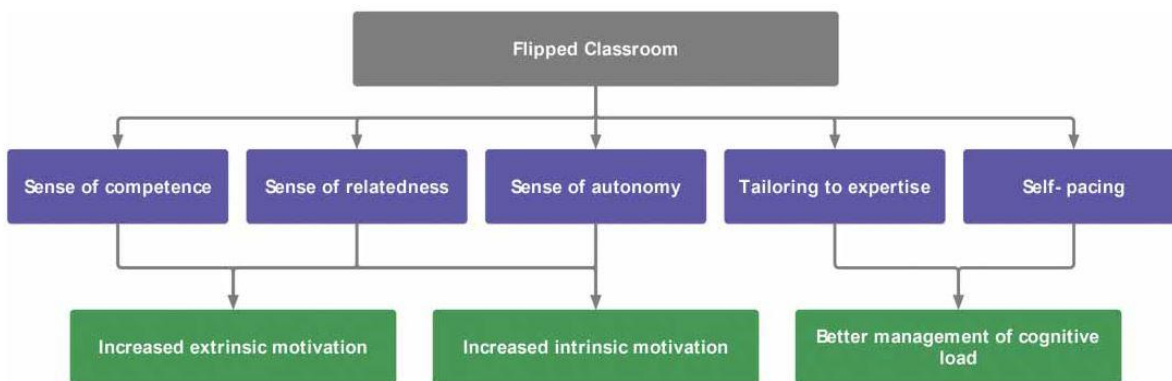 Flipped Classroom
Sense of competence
Sense of relatedness
Sense of autonomy
Tailoring to expertise
Self- pacing
Increased extrinsic motivation
Increased intrinsic motivation
Better management of cognitive
load